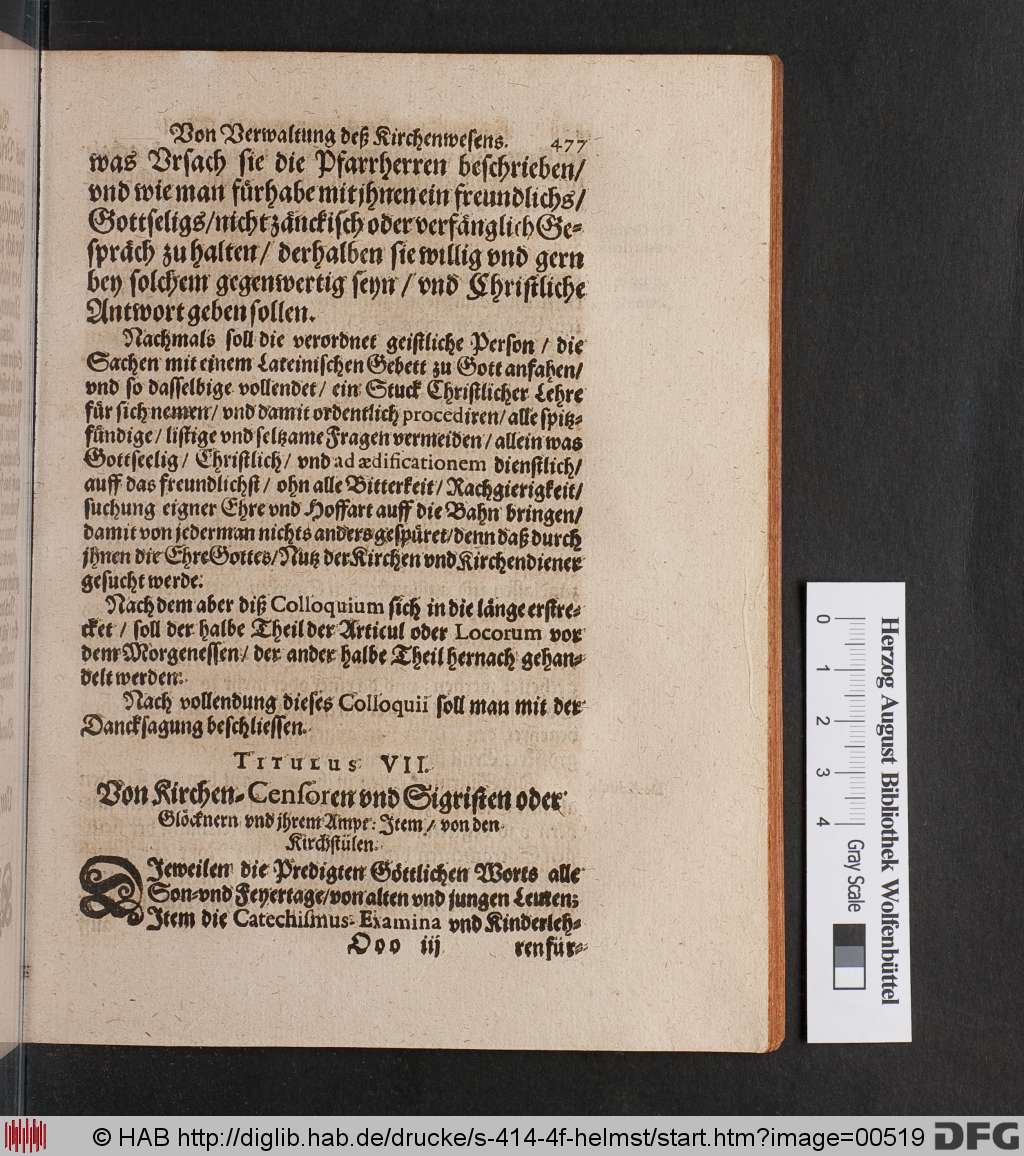 Von Verwaltung deß Kirchenwesens. 477
was Vrsach sie die Pfarrherren beschrieben/
vnd wie man fürhabe mit jhnen ein freundlichs/
Gottseligs/nicht zänckisch oder verfänglich Ge-
spräch zu halten/ derhalben sie willig vnd gern
bey solchem gegenwertig seyn/ vnd Christliche
Antwort geben sollen.
Nachmals soll die verordnet geistliche Person/ die
Sachen mit einem Lateinischen Gebett zu Gott anfahen/
vnd so dasselbige vollendet/ ein Stuck Christlicher Lehre
für sich nemen/ vnd damit ordentlich procediren/ alle spitz-
fündige/ listige vnd seltzame Fragen vermeiden/ allein was
Gottseelig/ Christlich/ vnd ad ædificationem dienstlich/
auff das freundlichst/ ohn alle Bitterkeit/ Rachgierigkeit/
suchung eigner Ehre vnd Hoffart auff die Bahn bringen/
damit von jederman nichts anders gespüret/ denn daß durch
jhnen die Ehre Gottes/ Nutz der Kirchen vnd Kirchendiener
gesucht werde.
Nach dem aber diß Colloquium sich in die länge erstre-
cket/ soll der halbe Theil der Articul oder Locorum vor
dem Morgenessen/ der ander halbe Theil hernach gehan-
delt werden.
Nach vollendung dieses Colloquii soll man mit der
Dancksagung beschliessen.
TITULUS VII.
Von Kirchen-Censoren vnd Sigristen oder
Glöcknern vnd jhrem Ampt: Item/ von den
Kirchstülen.
DIeweilen die Predigten Göttlichen Worts alle
Son-vnd Feyertage/von alten vnd jungen Leuten;
Item die Catechismus-Examina vnd Kinderleh-
Ooo iij ren für-
Herzog August Bibliothek Wolfenbüttel
0 1 2 3 4 Gray Scale
© HAB http://diglib.hab.de/drucke/s-414-4f-helmst/start.htm?image=00519 DFG